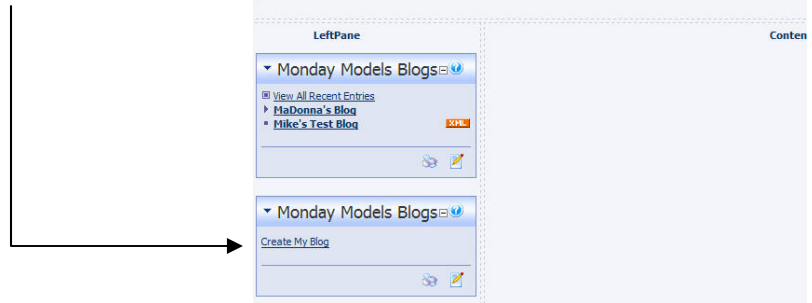 LeftPane
Conten
Monday Models Blogs
View All Recent Entries
MaDonna's Blog
Mike's Test Blog XML
Monday Models Blogs
Create My Blog